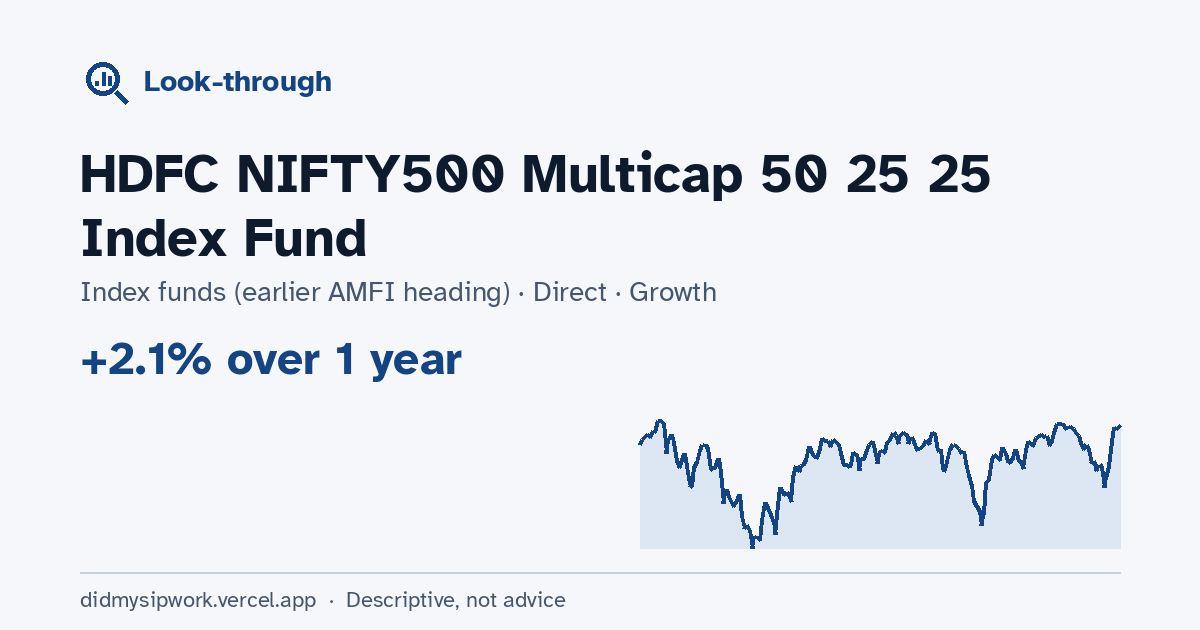 Look-through
HDFC NIFTY500 Multicap 50 25 25
Index Fund
Index funds (earlier AMFI heading) · Direct · Growth
+2.1% over 1 year
didmysipwork.vercel.app · Descriptive, not advice